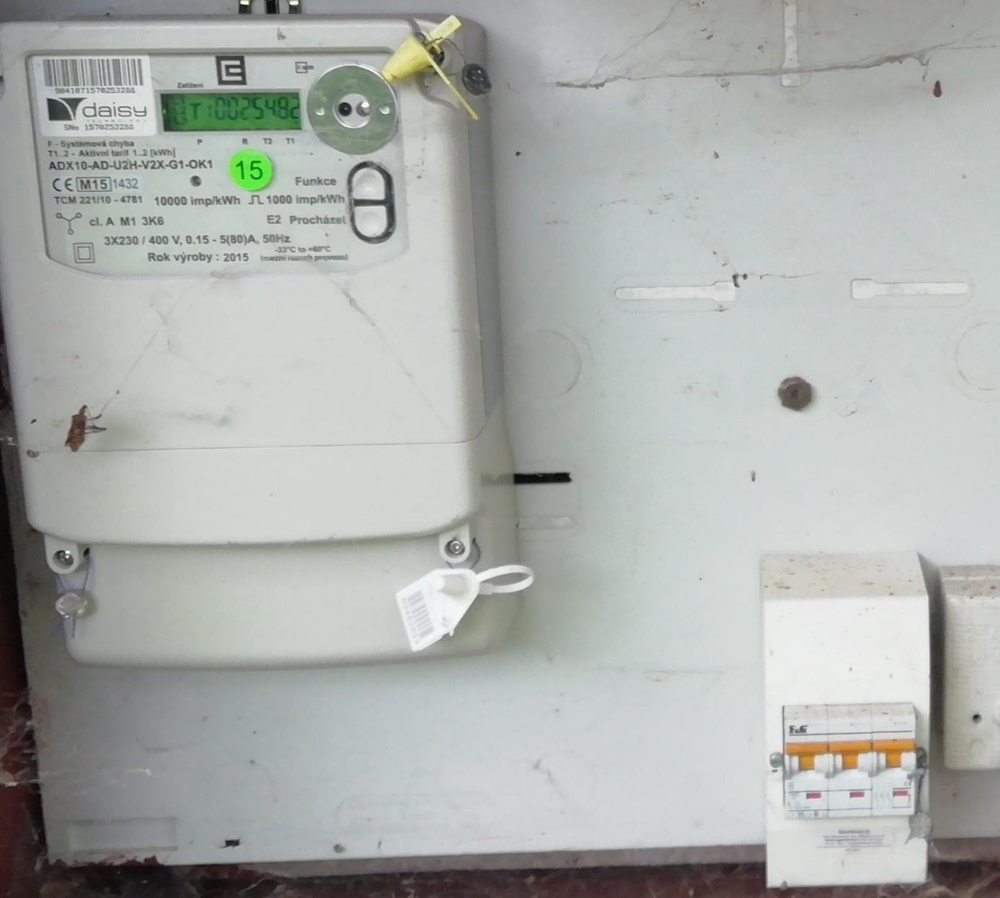 9041071570253288
daisy
TECHNOLOGY
SNo 1570253288
Zatížení
T1 0025482
P R T2 T1
F - Systémová chyba
T1..2 - Aktivní tarif 1..2 [kWh]
ADX10-AD-U2H-V2X-G1-OK1
15
CE M15 1432
Funkce
TCM 221/10 - 4781
10000 imp/kWh 1000 imp/kWh
cl. A M1 3K6
E2 Procházet
3X230 / 400 V, 0.15 - 5(80)A, 50Hz
-33°C to +60°C
Rok výroby : 2015
(mezní rozsah provozu)
F&G